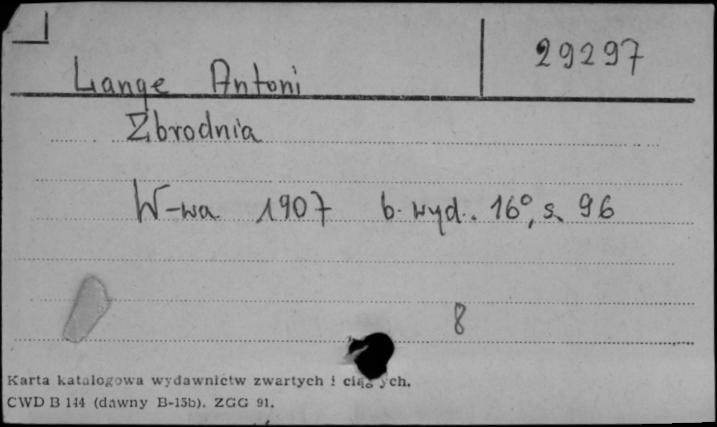 29297
Lange Antoni
Zbrodnia
W-wa 1907 b. wyd. 16°, s. 96
8
Karta katalogowa wydawnictw zwartych i
CWD B 144 (dawny B-15b). ZGG 91.